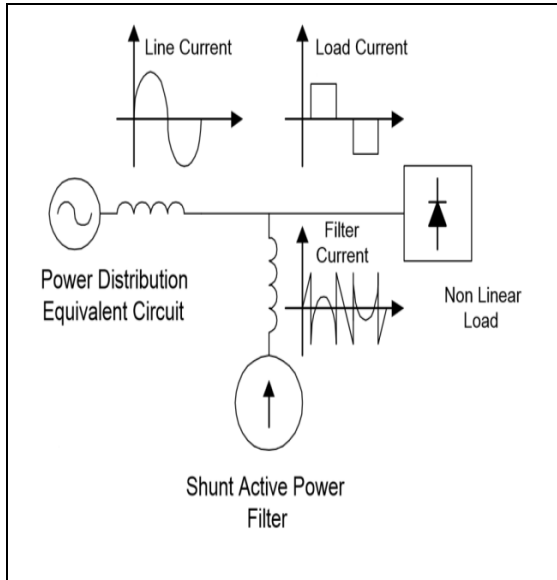 Line Current
Load Current
Filter
Current
Power Distribution
Equivalent Circuit
Non Linear
Load
Shunt Active Power
Filter